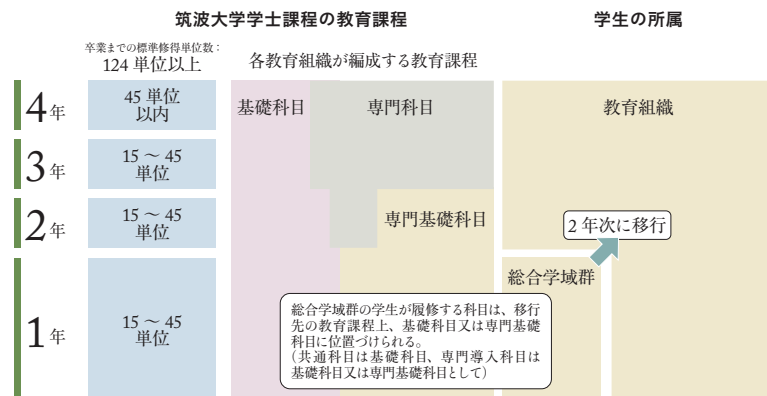 筑波大学学士課程の教育課程
学生の所属
卒業までの標準修得単位数：
124 単位以上
各教育組織が編成する教育課程
4年
45 単位
以内
基礎科目
専門科目
教育組織
3年
15 ～ 45
単位
2年
15 ～ 45
単位
専門基礎科目
2 年次に移行
総合学域群
1年
15 ～ 45
単位
総合学域群の学生が履修する科目は、移行
先の教育課程上、基礎科目又は専門基礎
科目に位置づけられる。
（共通科目は基礎科目、専門導入科目は
基礎科目又は専門基礎科目として）